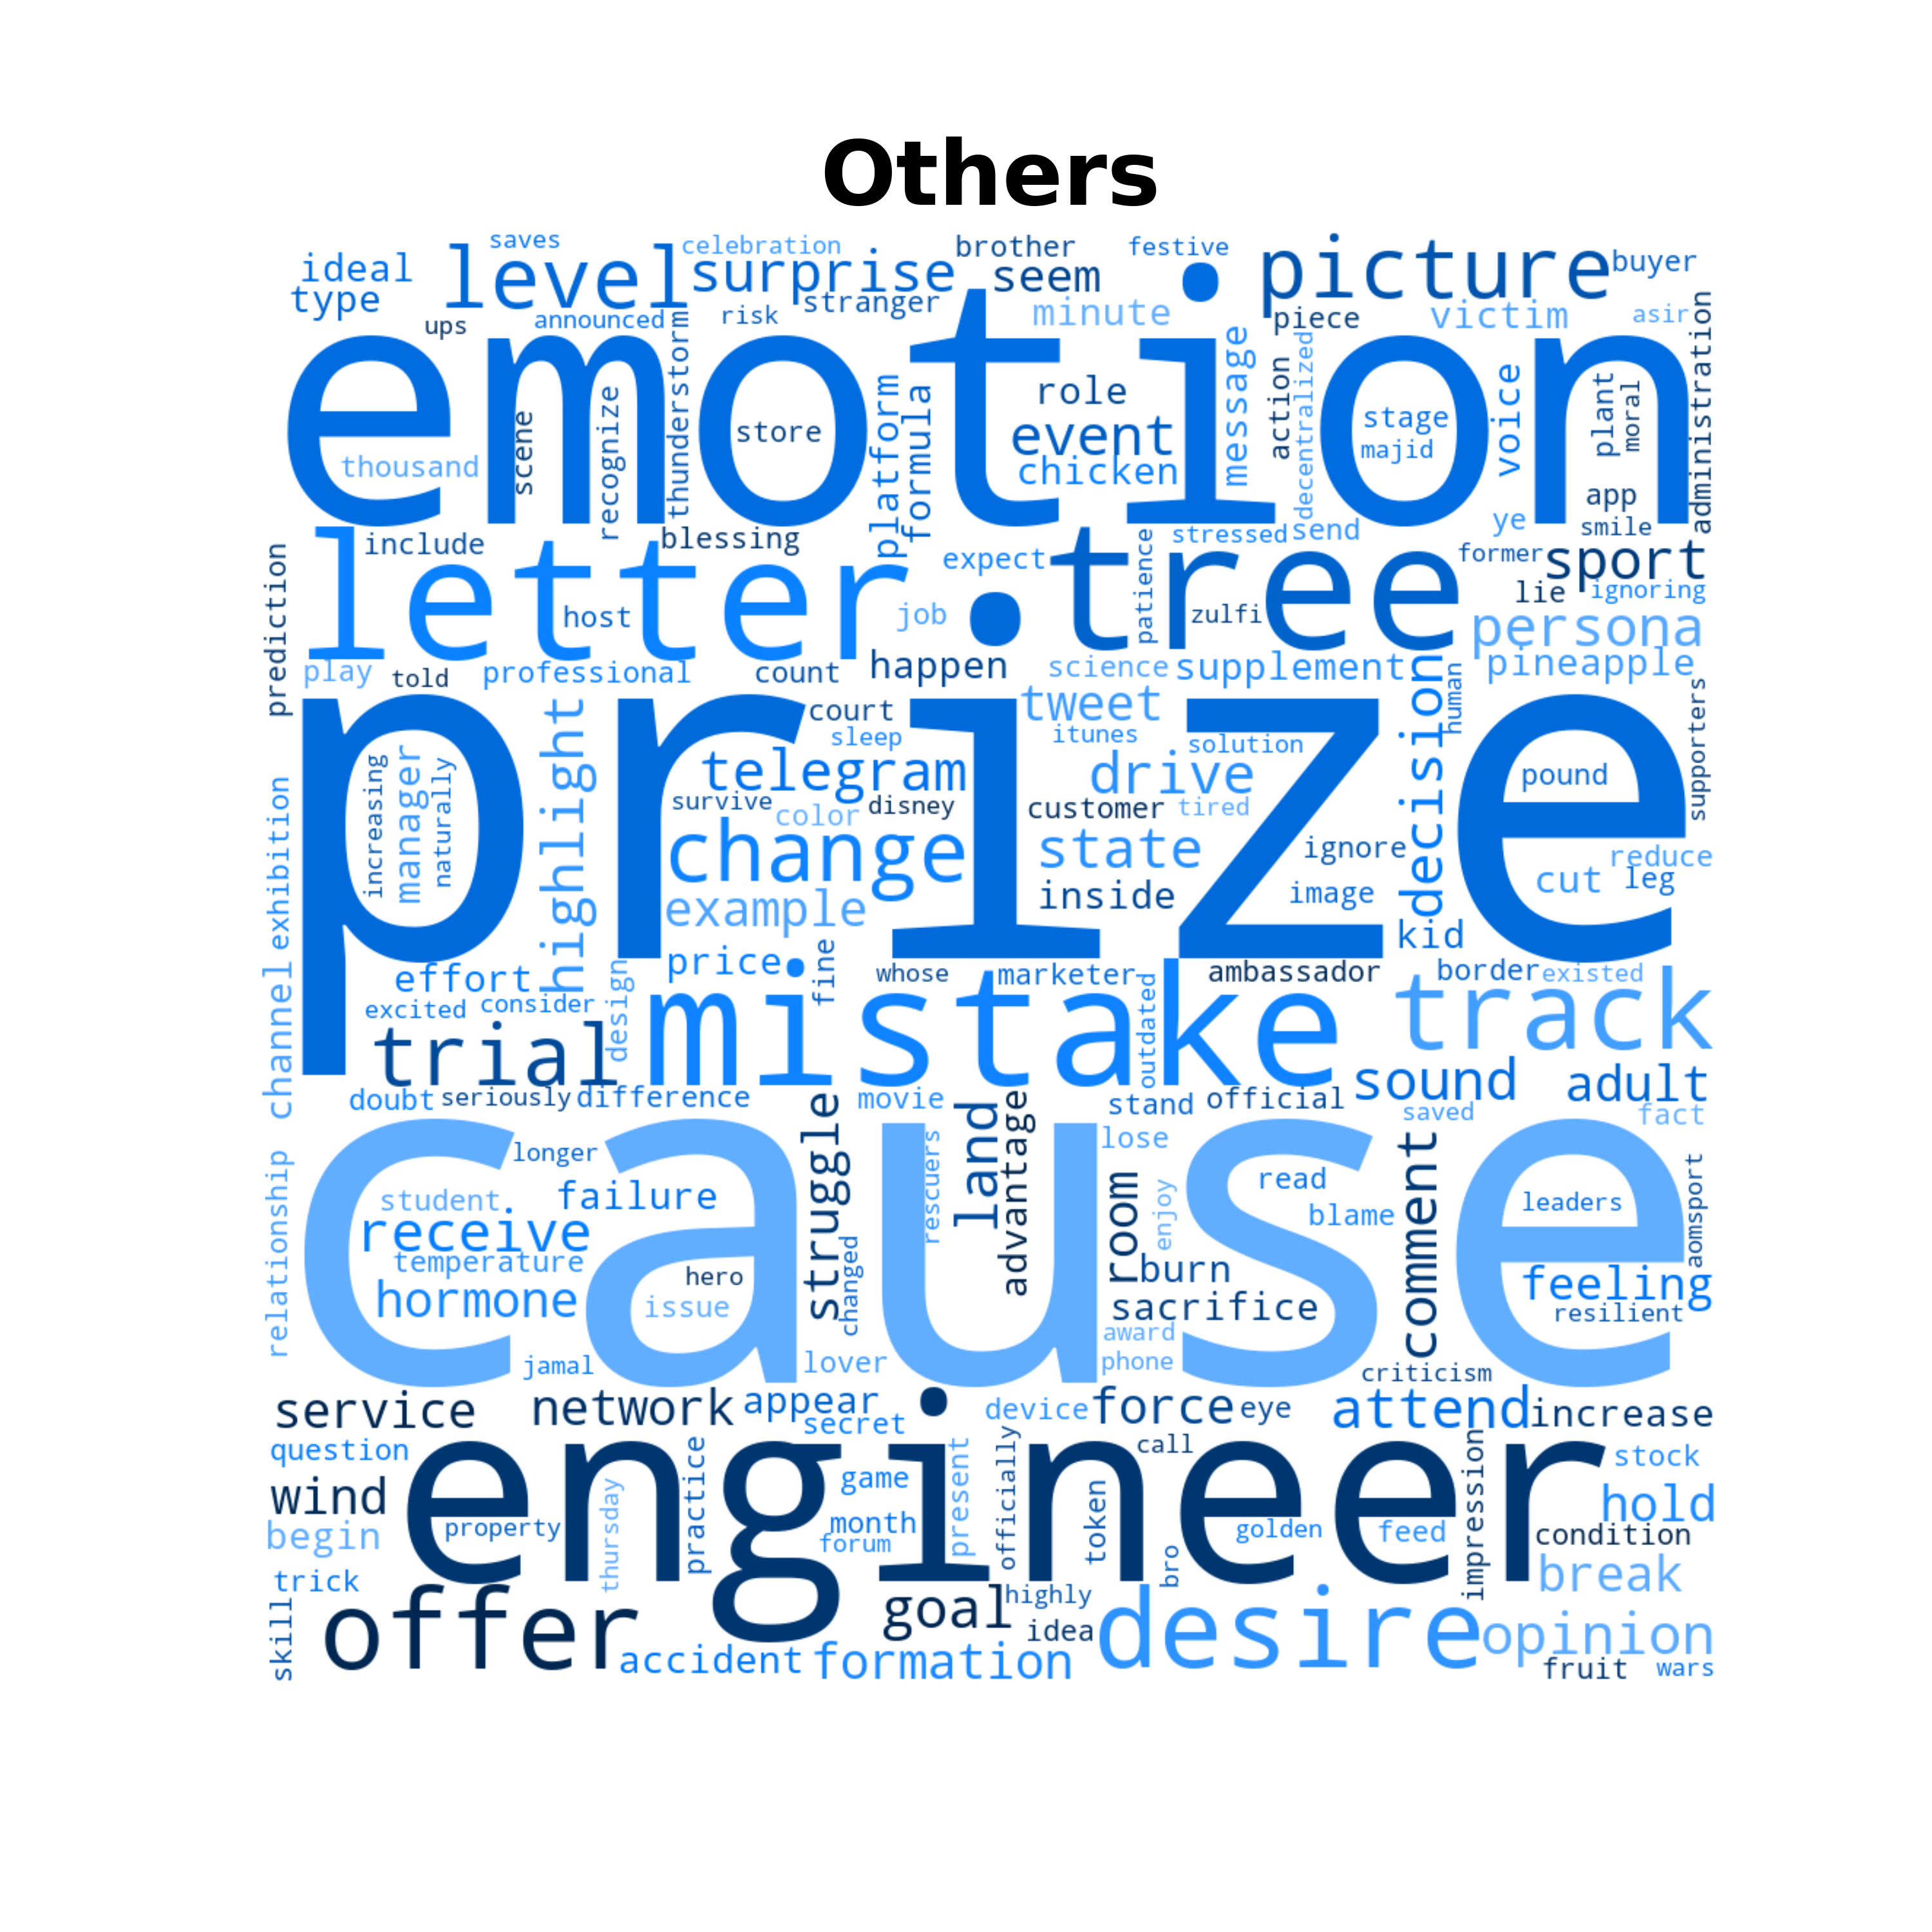 Others
saves celebration brother festive
ideal level surprise seem picture buyer
type stranger minute victim asir
ups announced risk piece
emotion
thunderstorm message action decentralized administration
role voice plant moral
scene recognize store platform formula event stage majid
thousand chicken app
ye smile
include blessing stressed send
letter expect tree patience former sport
lie ignoring
prediction host job zulfi persona
play told professional count happen science supplement pineapple
prize
highlight court tweet decision human supporters
sleep itunes solution
increasing manager naturally telegram drive pound
survive color disney customer tired
exhibition change state ignore reduce
example inside image cut leg
price fine kid
effort whose marketer ambassador border existed
excited consider design mistake outdated track
channel trial
sound adult
doubt seriously difference movie stand official saved fact
cause
struggle land advantage lose comment
longer rescuers room enjoy read aomsport
relationship student failure blame leaders
receive
temperature changed burn
hormone hero issue sacrifice feeling
resilient
award
jamal lover phone criticism
service network appear force eye attend increase
secret device
question engineer call stock
wind practice game present officially token impression hold
begin property thursday month forum golden feed condition
bro break
trick
skill offer goal highly desire
idea opinion
accident formation fruit wars